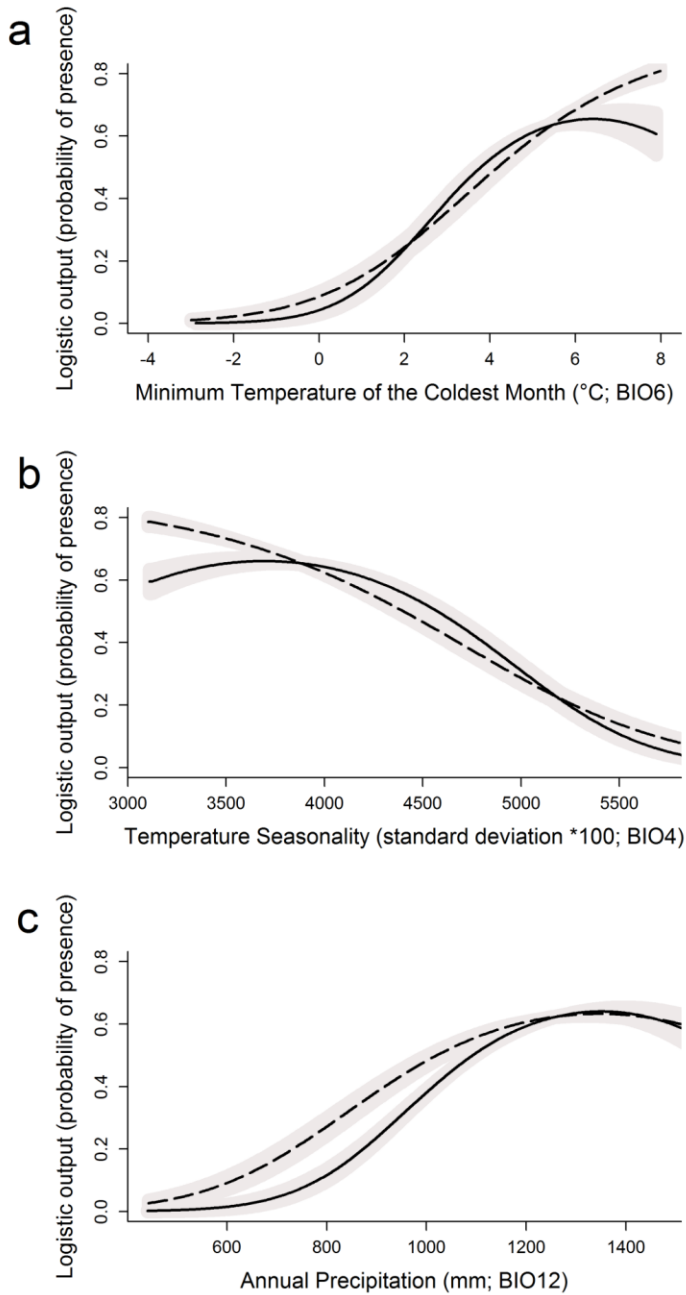 a
Logistic output (probability of presence)
0.8
0.6
0.4
0.2
0.0
-4 -2 0 2 4 6 8
Minimum Temperature of the Coldest Month (°C; BIO6)
b
Logistic output (probability of presence)
0.8
0.6
0.4
0.2
0.0
3000 3500 4000 4500 5000 5500
Temperature Seasonality (standard deviation *100; BIO4)
c
Logistic output (probability of presence)
0.8
0.6
0.4
0.2
0.0
600 800 1000 1200 1400
Annual Precipitation (mm; BIO12)